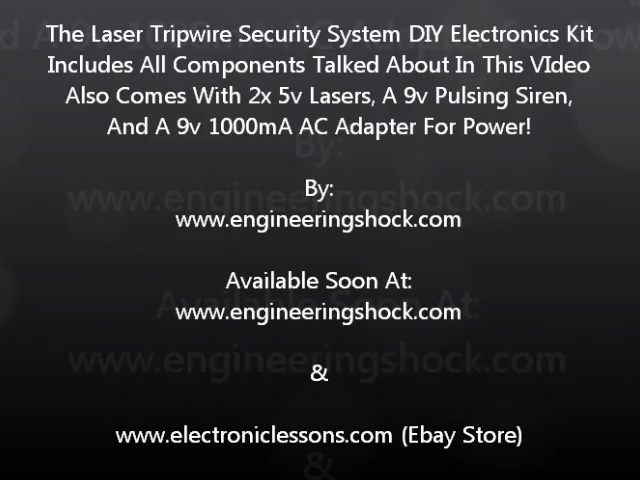 The Laser Tripwire Security System DIY Electronics Kit
Includes All Components Talked About In This VIdeo
Also Comes With 2x 5v Lasers, A 9v Pulsing Siren,
And A 9v 1000mA AC Adapter For Power!
By:
www.engineeringshock.com
Available Soon At:
www.engineeringshock.com
&
www.electroniclessons.com (Ebay Store)